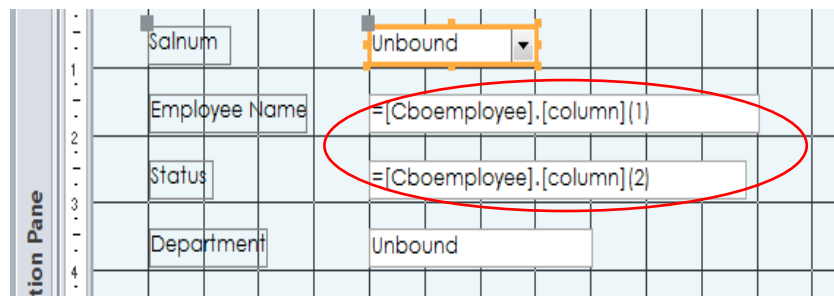 Salnum Unbound
1
Employee Name =[Cboemployee].[column](1)
2
Status =[Cboemployee].[column](2)
3
Department Unbound
4
tion Pane